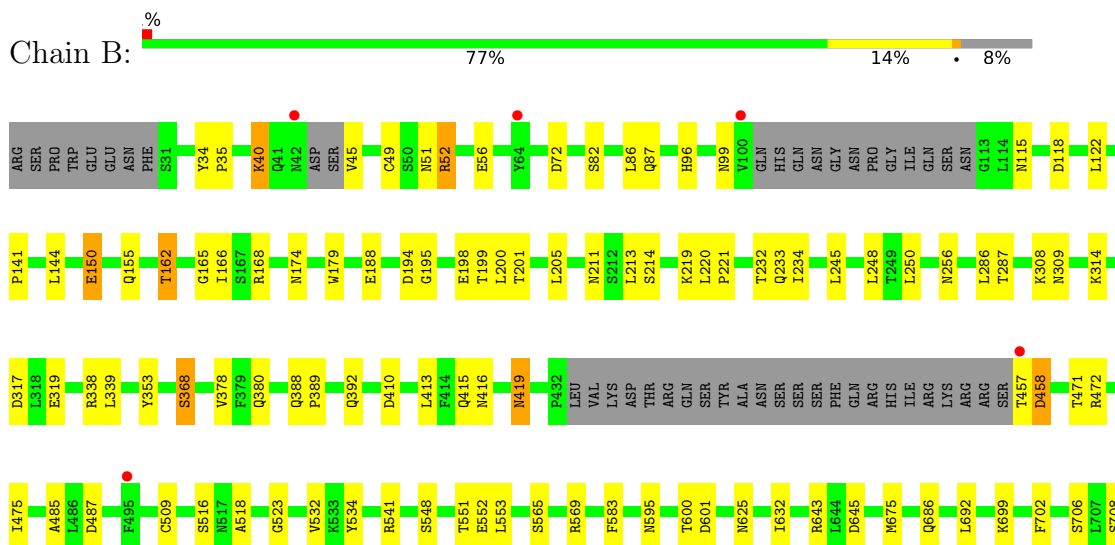 %
Chain B:
77% 14% • 8%
ARG SER PRO TRP GLU GLU ASN PHE S31 Y34 P35 K40 Q41 N42 ASP SER V45 C49 S50 N51 R52 E56 Y64 D72 S82 L86 Q87 H96 N99 V100 GLN HIS GLN ASN GLY ASN PRO GLY ILE GLN SER ASN G113 L114 N115 D118 L122
P141 L144 E150 Q155 T162 G165 I166 S167 R168 N174 W179 E188 D194 G195 E198 T199 L200 T201 L205 N211 S212 L213 S214 K219 L220 P221 T232 Q233 I234 L245 L248 T249 L250 N256 L286 T287 K308 N309 K314
D317 L318 E319 R338 L339 Y353 S368 V378 F379 Q380 Q388 P389 Q392 D410 L413 F414 Q415 N416 N419 P432 LEU VAL LYS ASP THR ARG GLN SER TYR ALA ASN SER SER SER PHE GLN ARG HIS ILE ARG LYS ARG ARG SER T457 D458 T471 R472
I475 A485 L486 D487 F495 C509 S516 N517 A518 G523 V532 K533 Y534 R541 S548 T551 E552 L553 S565 R569 F583 N595 T600 D601 N625 I632 R643 L644 D645 M675 Q686 L692 K699 F702 S706 L707